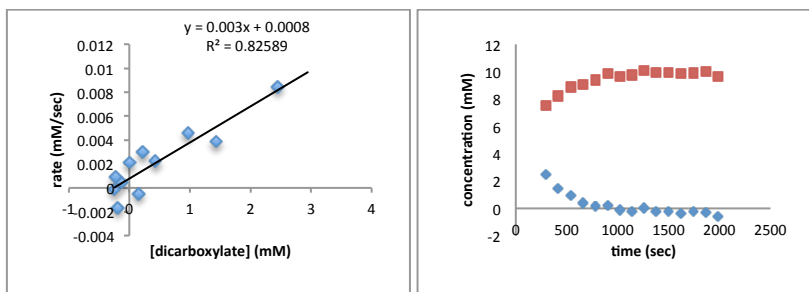 y = 0.003x + 0.0008
R² = 0.82589
rate (mM/sec)
0.012
0.01
0.008
0.006
0.004
0.002
0
-0.002
-0.004
-1 0 1 2 3 4
[dicarboxylate] (mM)
concentration (mM)
12
10
8
6
4
2
0
-2
0 500 1000 1500 2000 2500
time (sec)